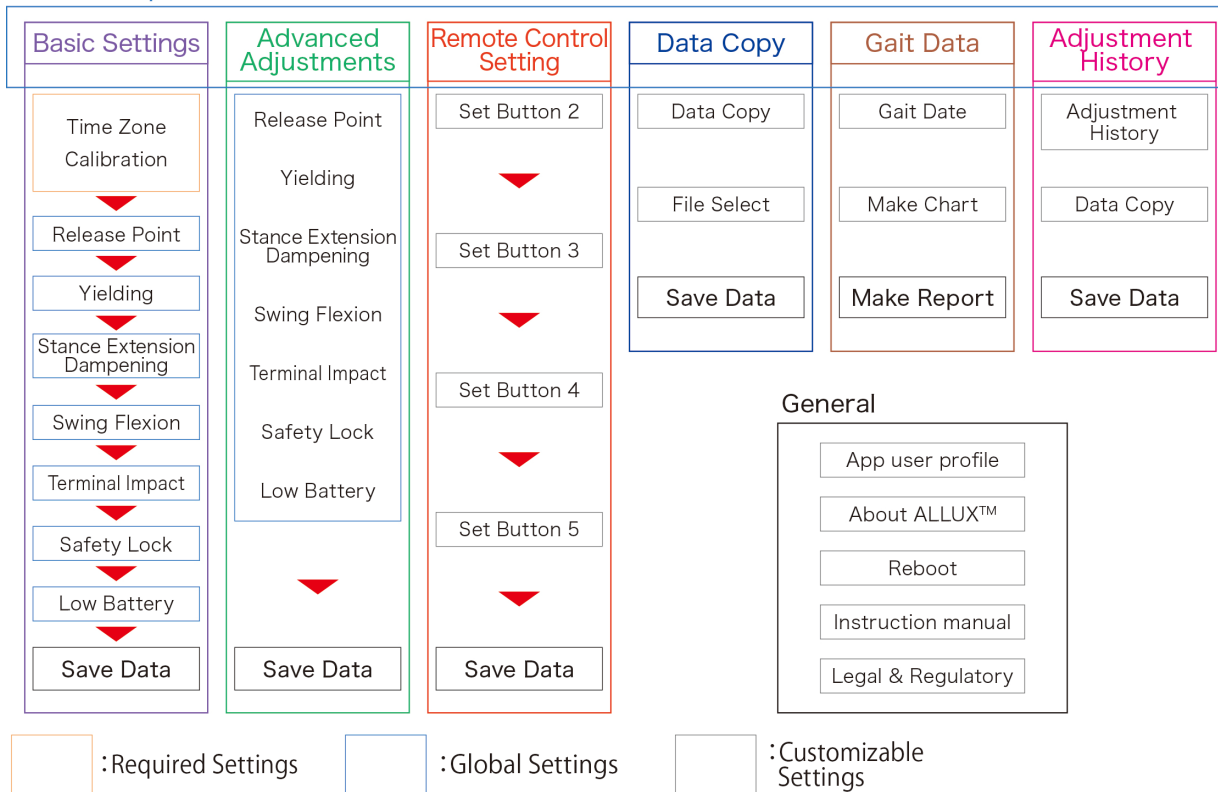 Basic Settings
Time Zone
Calibration
Release Point
Yielding
Stance Extension
Dampening
Swing Flexion
Terminal Impact
Safety Lock
Low Battery
Save Data
Advanced
Adjustments
Release Point
Yielding
Stance Extension
Dampening
Swing Flexion
Terminal Impact
Safety Lock
Low Battery
Save Data
Remote Control
Setting
Set Button 2
Set Button 3
Set Button 4
Set Button 5
Save Data
Data Copy
Data Copy
File Select
Save Data
Gait Data
Gait Date
Make Chart
Make Report
Adjustment
History
Adjustment
History
Data Copy
Save Data
General
App user profile
About ALLUX™
Reboot
Instruction manual
Legal & Regulatory
:Required Settings
:Global Settings
:Customizable
Settings